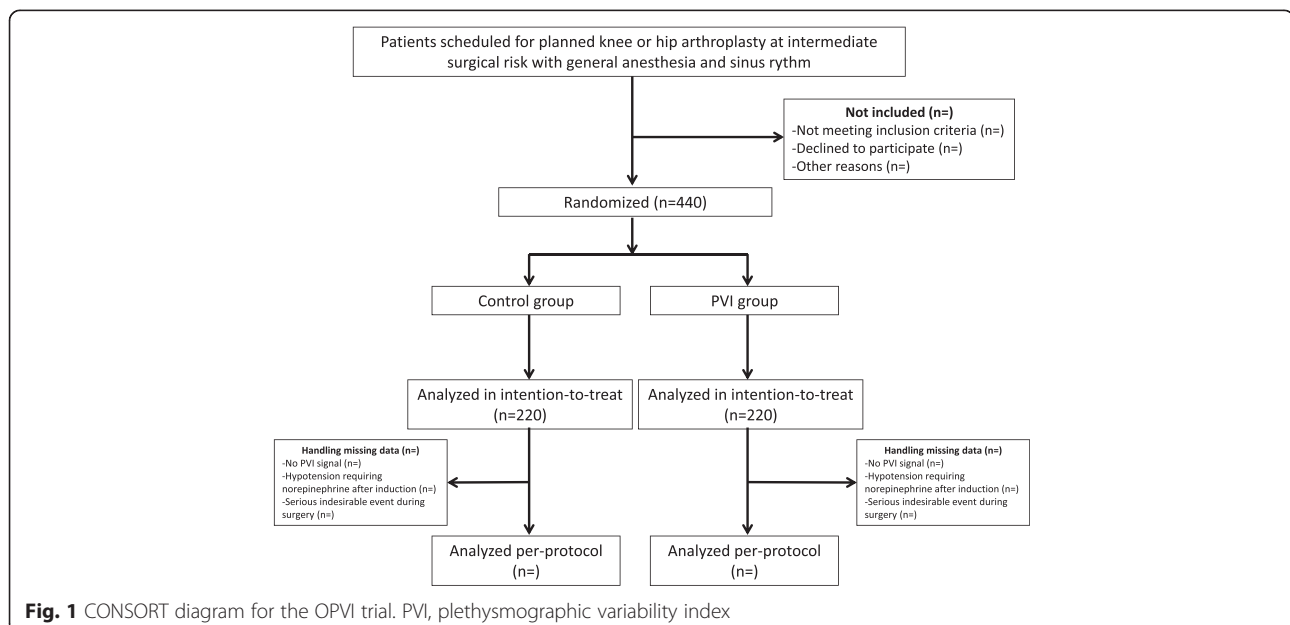 Patients scheduled for planned knee or hip arthroplasty at intermediate
surgical risk with general anesthesia and sinus rythm
Not included (n=)
-Not meeting inclusion criteria (n=)
-Declined to participate (n=)
-Other reasons (n=)
Randomized (n=440)
Control group
PVI group
Analyzed in intention-to-treat
(n=220)
Analyzed in intention-to-treat
(n=220)
Handling missing data (n=)
-No PVI signal (n=)
-Hypotension requiring
norepinephrine after induction (n=)
-Serious indesirable event during
surgery (n=)
Handling missing data (n=)
-No PVI signal (n=)
-Hypotension requiring
norepinephrine after induction (n=)
-Serious indesirable event during
surgery (n=)
Analyzed per-protocol
(n=)
Analyzed per-protocol
(n=)
Fig. 1 CONSORT diagram for the OPVI trial. PVI, plethysmographic variability index